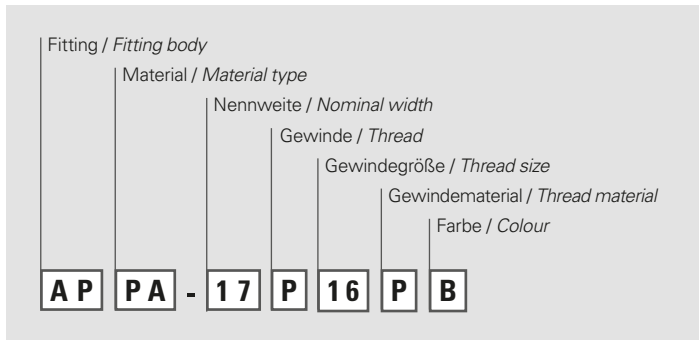 Fitting / Fitting body
Material / Material type
Nennweite / Nominal width
Gewinde / Thread
Gewindegröße / Thread size
Gewindematerial / Thread material
Farbe / Colour
AP PA - 17 P 16 P B